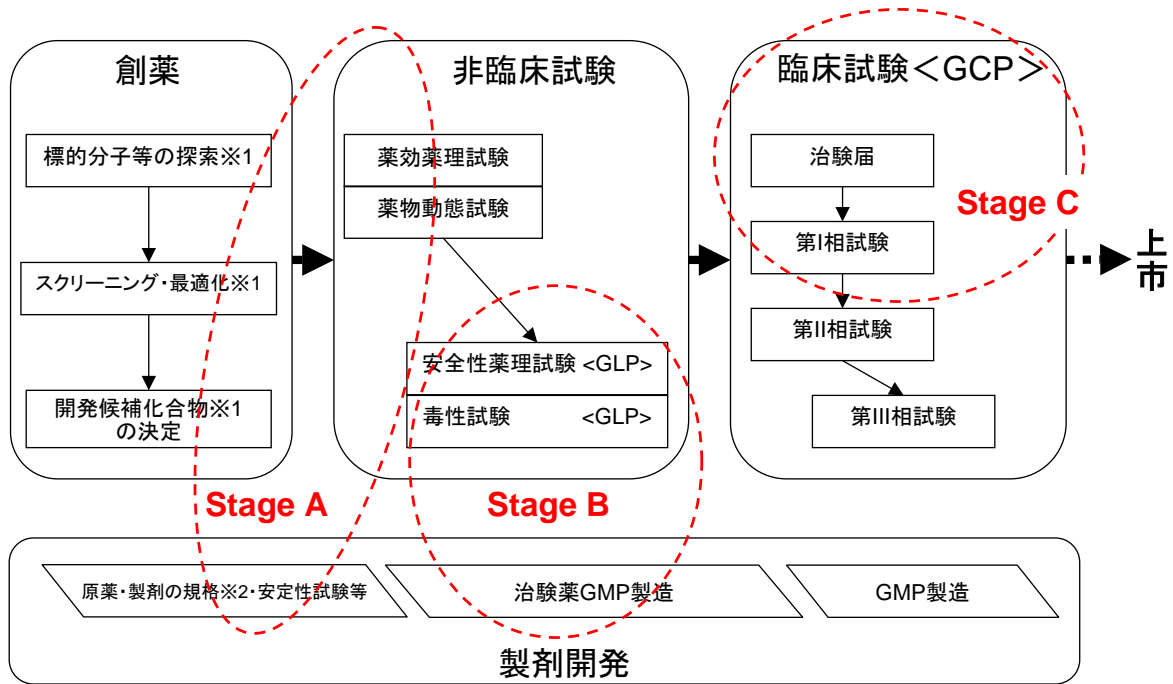 創薬
標的分子等の探索※1
スクリーニング・最適化※1
開発候補化合物※1
の決定
非臨床試験
薬効薬理試験
薬物動態試験
安全性薬理試験 <GLP>
毒性試験 <GLP>
臨床試験＜GCP＞
治験届
第I相試験
第II相試験
第III相試験
上市
Stage A
Stage B
Stage C
原薬・製剤の規格※2・安定性試験等
治験薬GMP製造
GMP製造
製剤開発